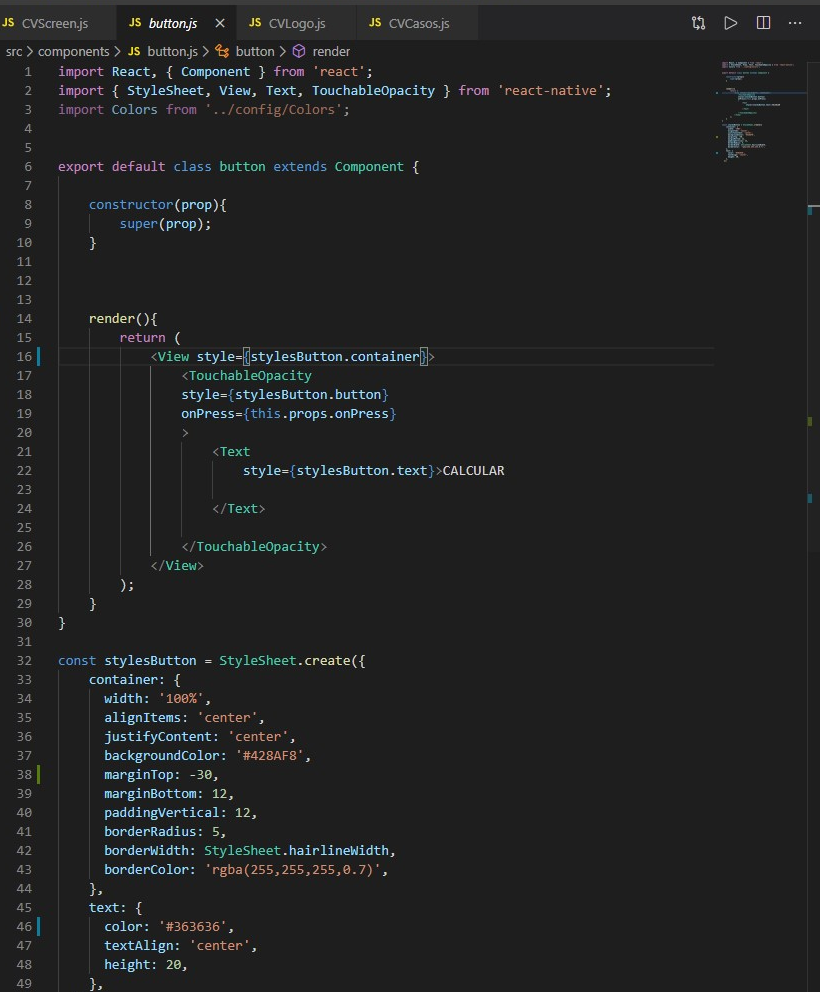 JS CVScreen.js JS button.js × JS CVLogo.js JS CVCasos.js
src > components > JS button.js > button > render
1 import React, { Component } from 'react';
2 import { StyleSheet, View, Text, TouchableOpacity } from 'react-native';
3 import Colors from '../config/Colors';
4
5
6 export default class button extends Component {
7
8 constructor(prop){
9 super(prop);
10 }
11
12
13
14 render(){
15 return (
16 <View style={stylesButton.container}>
17 <TouchableOpacity
18 style={stylesButton.button}
19 onPress={this.props.onPress}
20 >
21 <Text
22 style={stylesButton.text}>CALCULAR
23
24 </Text>
25
26 </TouchableOpacity>
27 </View>
28 );
29 }
30 }
31
32 const stylesButton = StyleSheet.create({
33 container: {
34 width: '100%',
35 alignItems: 'center',
36 justifyContent: 'center',
37 backgroundColor: '#428AF8',
38 marginTop: -30,
39 marginBottom: 12,
40 paddingVertical: 12,
41 borderRadius: 5,
42 borderWidth: StyleSheet.hairlineWidth,
43 borderColor: 'rgba(255,255,255,0.7)',
44 },
45 text: {
46 color: '#363636',
47 textAlign: 'center',
48 height: 20,
49 },